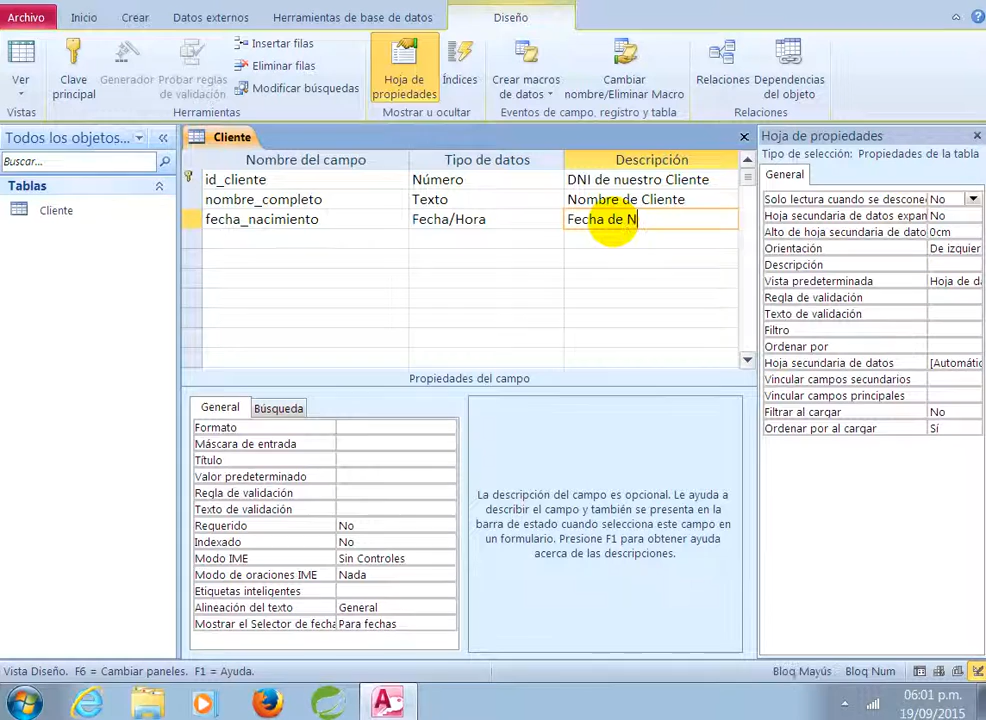 Archivo Inicio Crear Datos externos Herramientas de base de datos Diseño
Ver
Vistas
Clave principal
Generador
Probar reglas de validación
Insertar filas
Eliminar filas
Modificar búsquedas
Herramientas
Hoja de propiedades
Índices
Mostrar u ocultar
Crear macros de datos
Cambiar nombre/Eliminar Macro
Eventos de campo, registro y tabla
Relaciones
Dependencias del objeto
Relaciones
Todos los objetos...
Buscar...
Tablas
Cliente
Cliente
Nombre del campo Tipo de datos Descripción
id_cliente Número DNI de nuestro Cliente
nombre_completo Texto Nombre de Cliente
fecha_nacimiento Fecha/Hora Fecha de N
Propiedades del campo
General Búsqueda
Formato
Máscara de entrada
Título
Valor predeterminado
Regla de validación
Texto de validación
Requerido No
Indexado No
Modo IME Sin Controles
Modo de oraciones IME Nada
Etiquetas inteligentes
Alineación del texto General
Mostrar el Selector de fecha Para fechas
La descripción del campo es opcional. Le ayuda a
describir el campo y también se presenta en la
barra de estado cuando selecciona este campo en
un formulario. Presione F1 para obtener ayuda
acerca de las descripciones.
Hoja de propiedades
Tipo de selección: Propiedades de la tabla
General
Solo lectura cuando se descone No
Hoja secundaria de datos expan No
Alto de hoja secundaria de dato 0cm
Orientación De izquier
Descripción
Vista predeterminada Hoja de da
Regla de validación
Texto de validación
Filtro
Ordenar por
Hoja secundaria de datos [Automátic
Vincular campos secundarios
Vincular campos principales
Filtrar al cargar No
Ordenar por al cargar Sí
Vista Diseño. F6 = Cambiar paneles. F1 = Ayuda.
Bloq Mayús Bloq Num
06:01 p.m.
19/09/2015